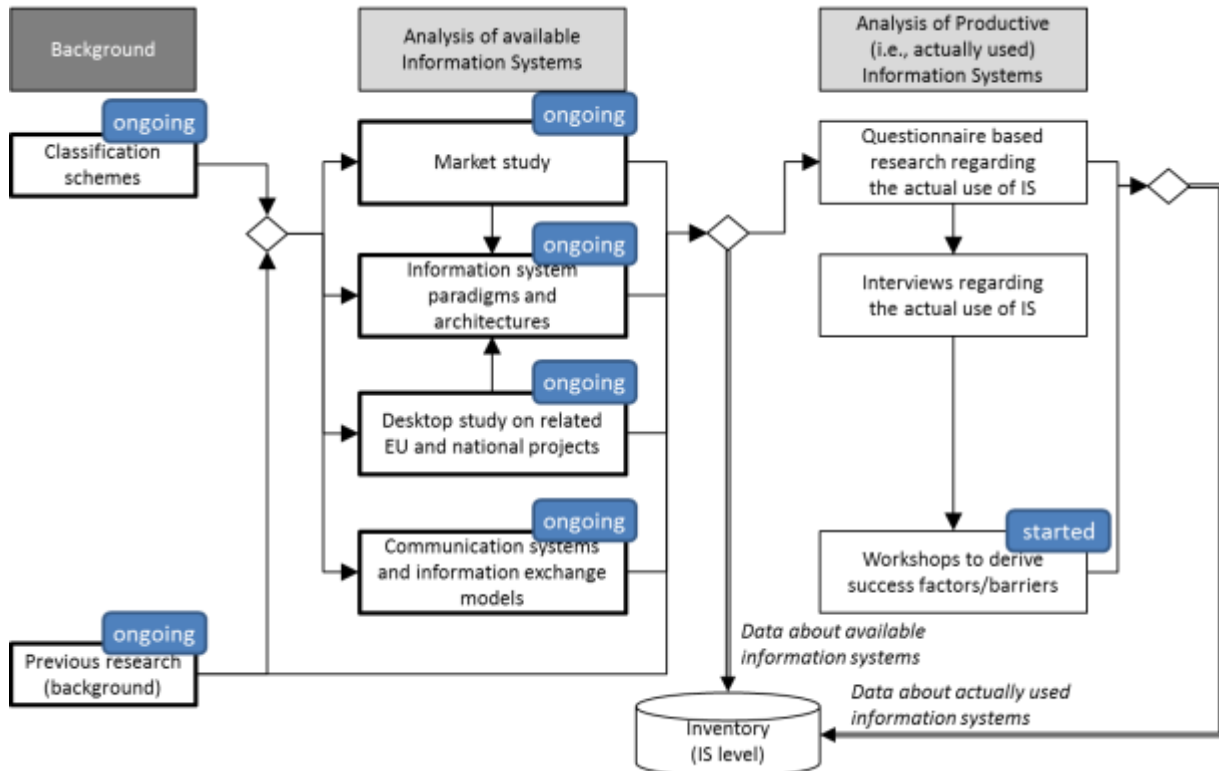 Background
Analysis of available
Information Systems
Analysis of Productive
(i.e., actually used)
Information Systems
ongoing
Classification
schemes
ongoing
Market study
Questionnaire based
research regarding
the actual use of IS
ongoing
Information system
paradigms and
architectures
Interviews regarding
the actual use of IS
ongoing
Desktop study on related
EU and national projects
ongoing
Communication systems
and information exchange
models
started
Workshops to derive
success factors/barriers
ongoing
Previous research
(background)
Data about available
information systems
Data about actually used
information systems
Inventory
(IS level)